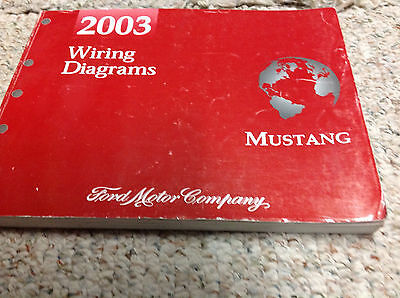 2003
Wiring
Diagrams
MUSTANG
Ford Motor Company